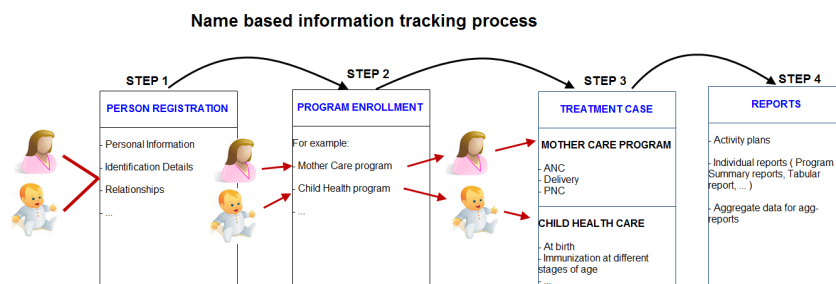 Name based information tracking process
STEP 1
STEP 2
STEP 3
STEP 4
PERSON REGISTRATION
- Personal Information
- Identification Details
- Relationships
- ...
PROGRAM ENROLLMENT
For example:
- Mother Care program
- Child Health program
- ...
TREATMENT CASE
MOTHER CARE PROGRAM
- ANC
- Delivery
- PNC
CHILD HEALTH CARE
- At birth
- Immunization at different
stages of age
- ...
REPORTS
- Activity plans
- Individual reports ( Program
Summary reports, Tabular
report, ... )
- Aggregate data for agg-
reports